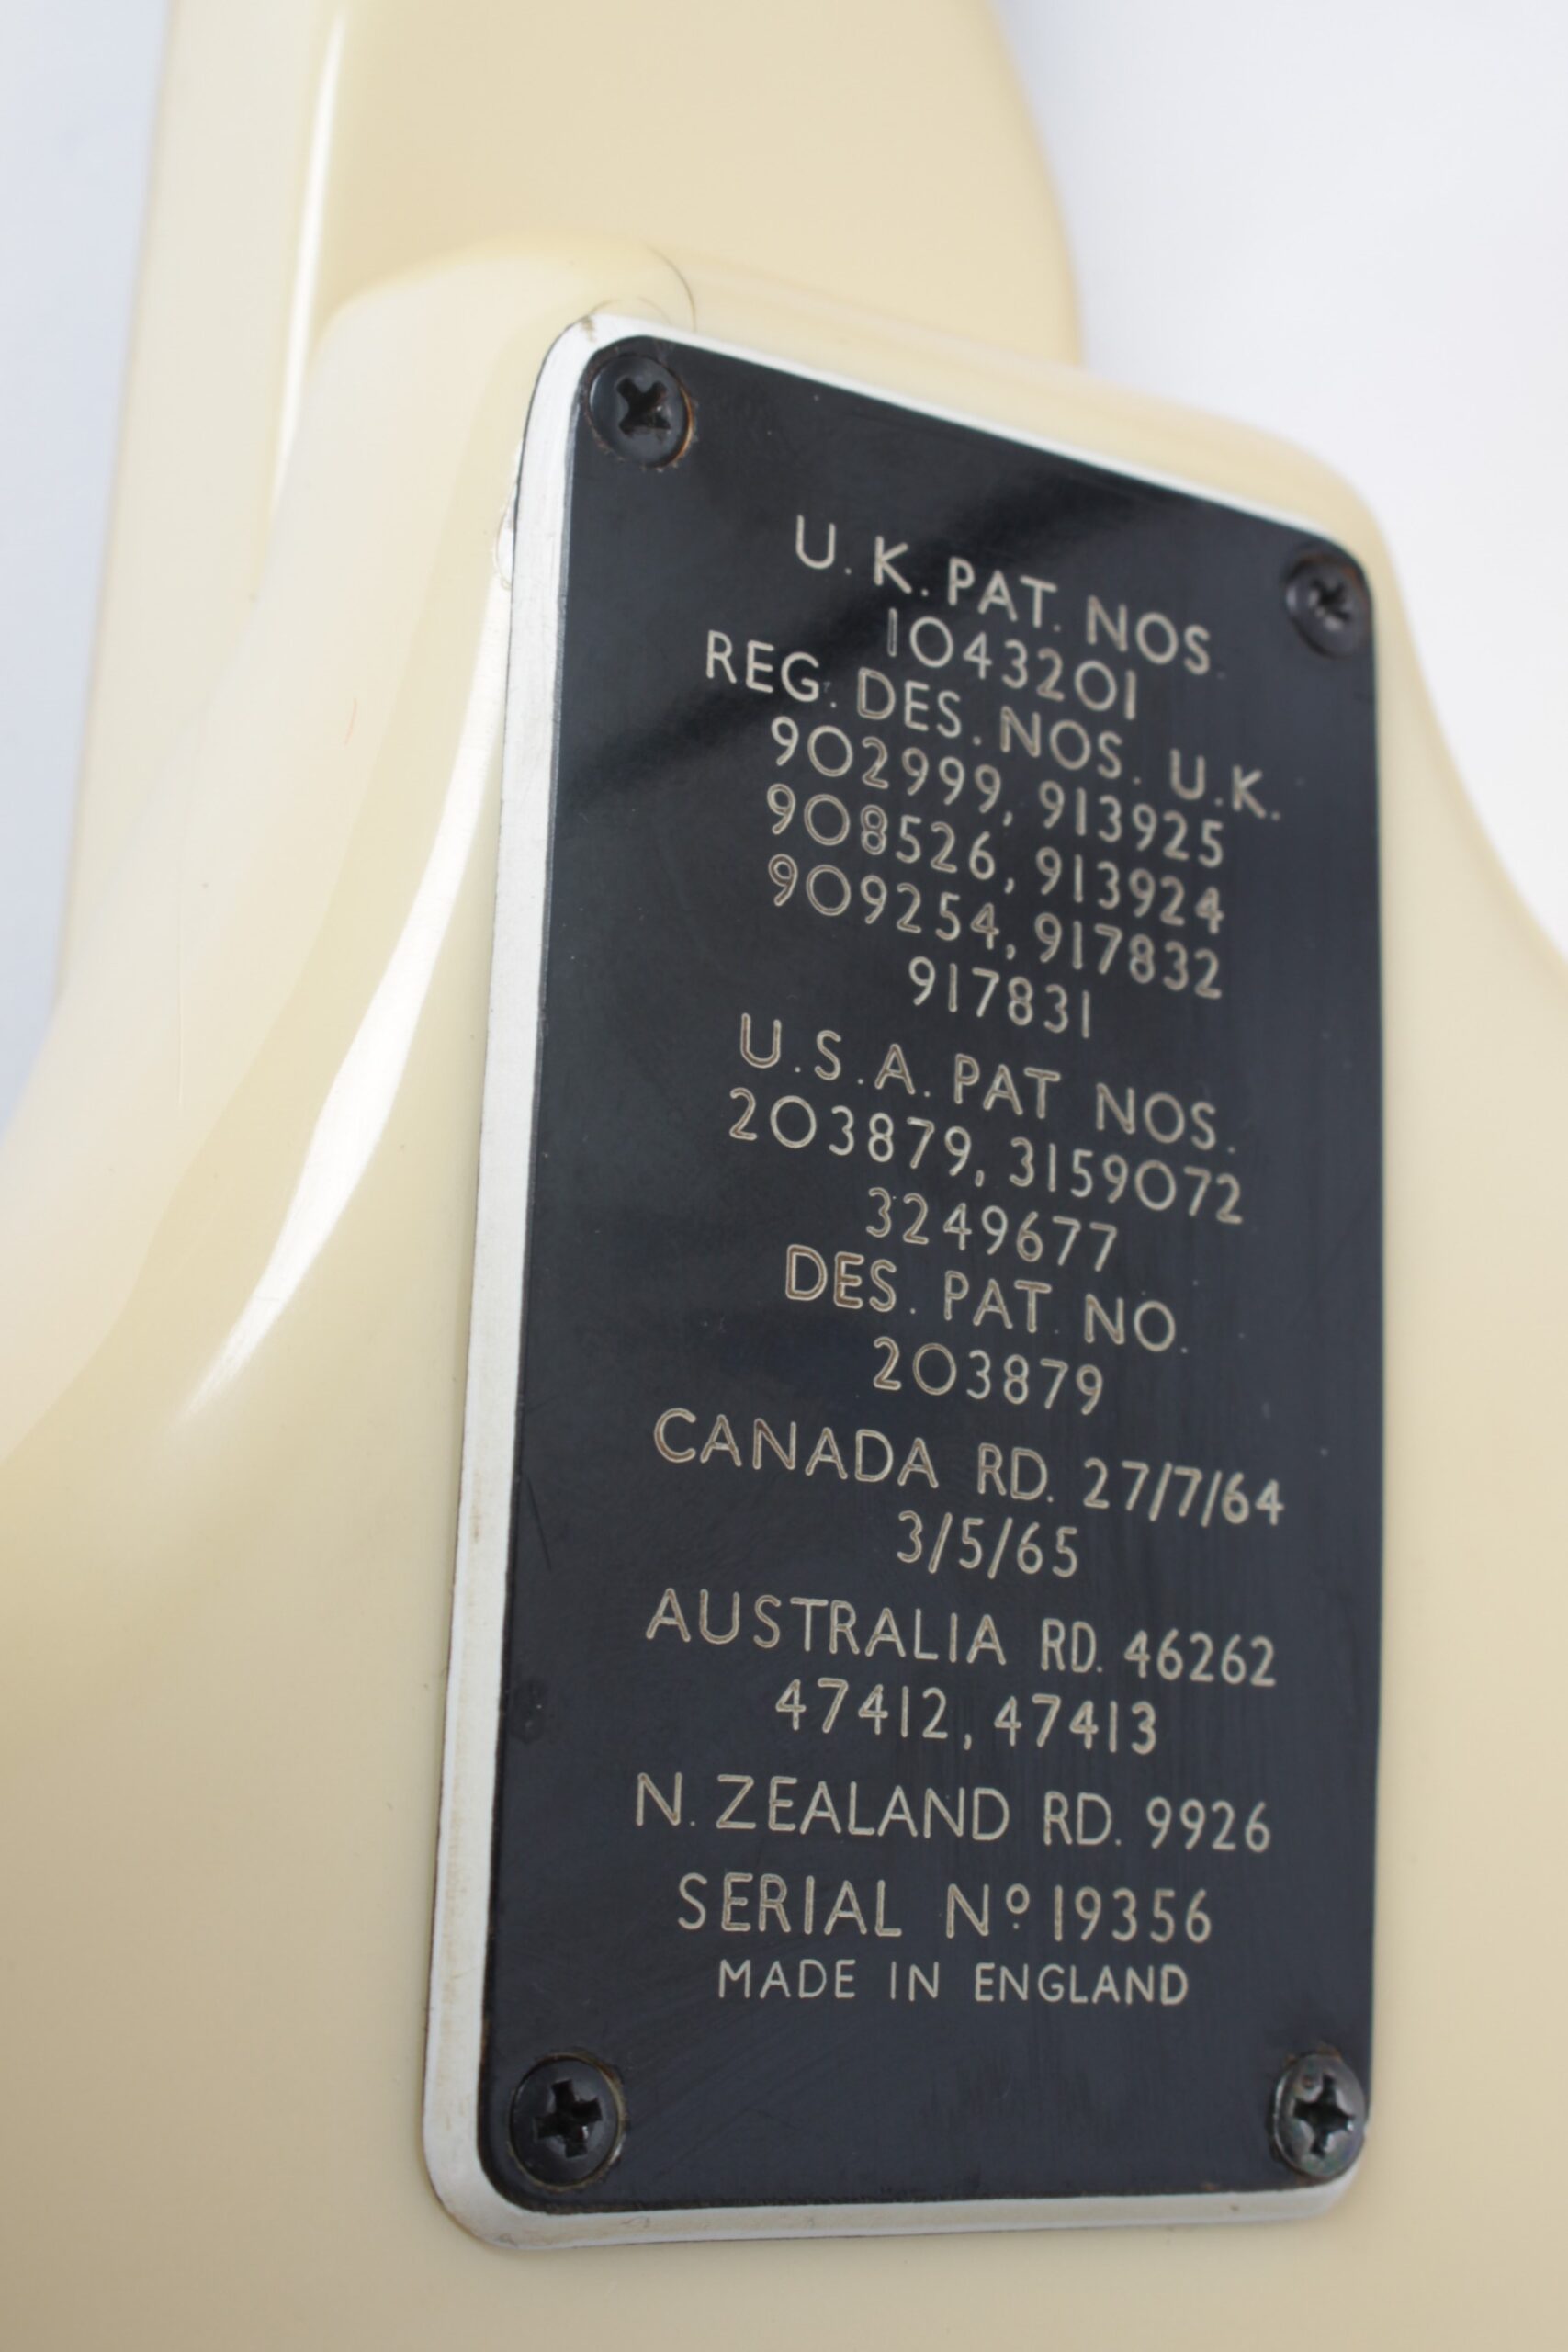 U.K. PAT. NOS.
1043201
REG. DES. NOS. U.K.
902999, 913925
908526, 913924
909254, 917832
917831
U.S.A. PAT NOS.
203879, 3159072
3249677
DES. PAT. NO.
203879
CANADA RD. 27/7/64
3/5/65
AUSTRALIA RD. 46262
47412, 47413
N. ZEALAND RD. 9926
SERIAL Nº 19356
MADE IN ENGLAND